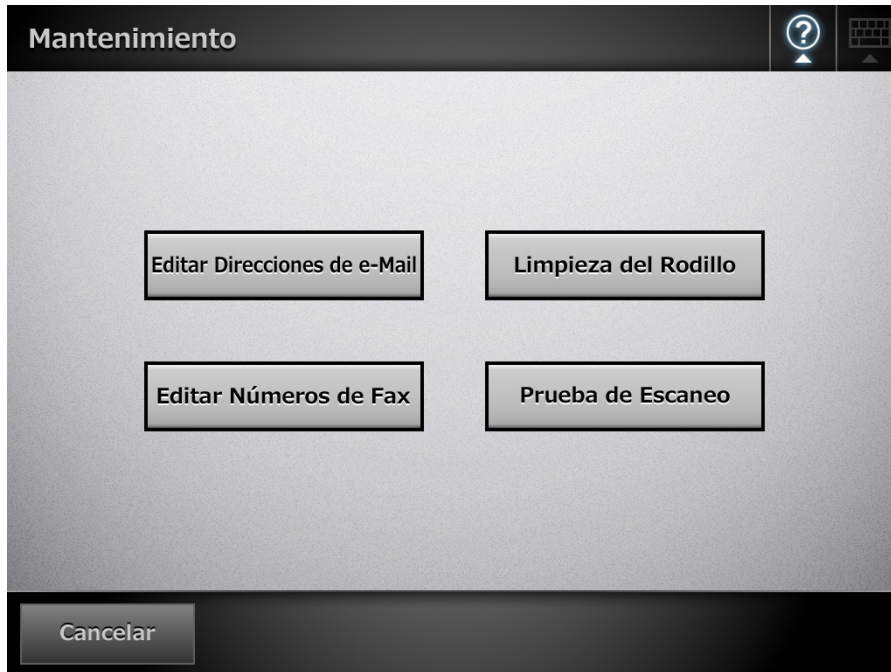 Mantenimiento
?
Editar Direcciones de e-Mail
Limpieza del Rodillo
Editar Números de Fax
Prueba de Escaneo
Cancelar